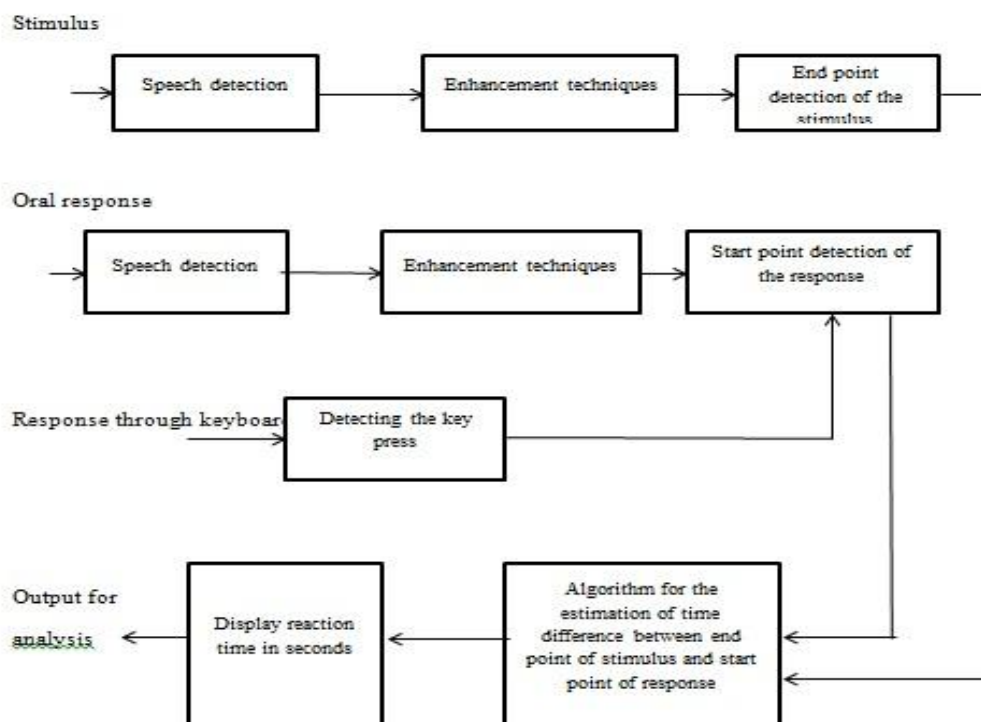 Stimulus
Speech detection
Enhancement techniques
End point
detection of the
stimulus
Oral response
Speech detection
Enhancement techniques
Start point detection of
the response
Response through keyboar
Detecting the key
press
Output for
analysis
Display reaction
time in seconds
Algorithm for the
estimation of time
difference between end
point of stimulus and start
point of response